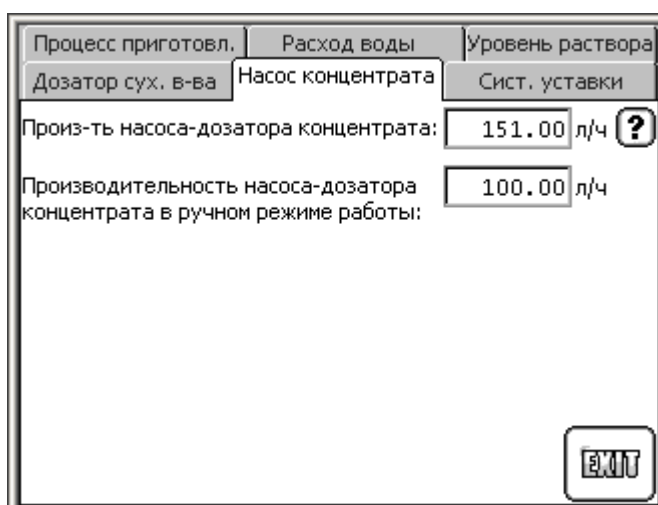 Процесс приготовл. Расход воды Уровень раствора
Дозатор сух. в-ва Насос концентрата Сист. уставки
Произ-ть насоса-дозатора концентрата: 151.00 л/ч ?
Производительность насоса-дозатора 100.00 л/ч
концентрата в ручном режиме работы:
EXIT